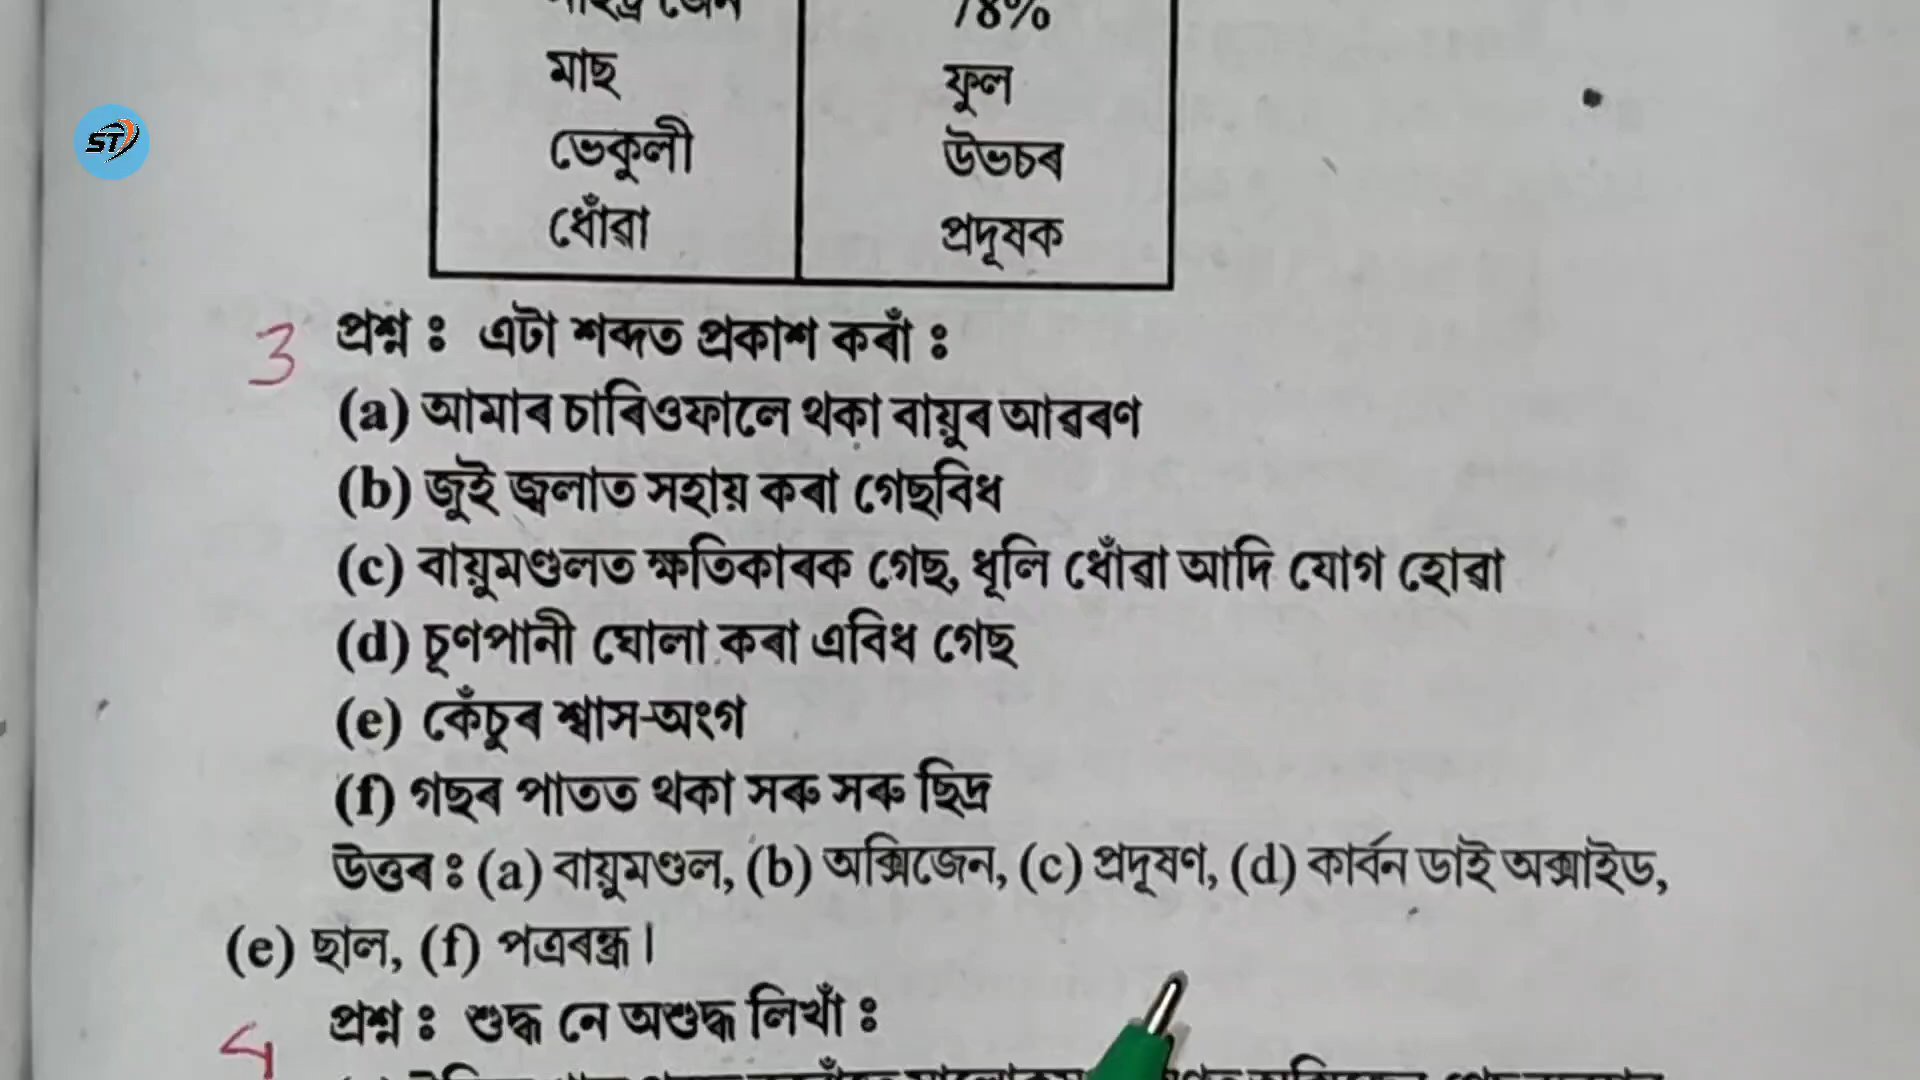 78%
মাছ ফুল
ST
ভেকুলী উভচৰ
ধোঁৱা প্ৰদূষক
3 প্ৰশ্ন ঃ এটা শব্দত প্ৰকাশ কৰাঁ ঃ
(a) আমাৰ চাৰিওফালে থকা বায়ুৰ আৱৰণ
(b) জুই জ্বলাত সহায় কৰা গেছবিধ
(c) বায়ুমণ্ডলত ক্ষতিকাৰক গেছ, ধূলি ধোঁৱা আদি যোগ হোৱা
(d) চূণপানী ঘোলা কৰা এবিধ গেছ
(e) কেঁচুৰ শ্বাস-অংগ
(f) গছৰ পাতত থকা সৰু সৰু ছিদ্ৰ
উত্তৰ ঃ (a) বায়ুমণ্ডল, (b) অক্সিজেন, (c) প্ৰদূষণ, (d) কাৰ্বন ডাই অক্সাইড,
(e) ছাল, (f) পত্ৰৰন্ধ্ৰ।
4 প্ৰশ্ন ঃ শুদ্ধ নে অশুদ্ধ লিখাঁ ঃ